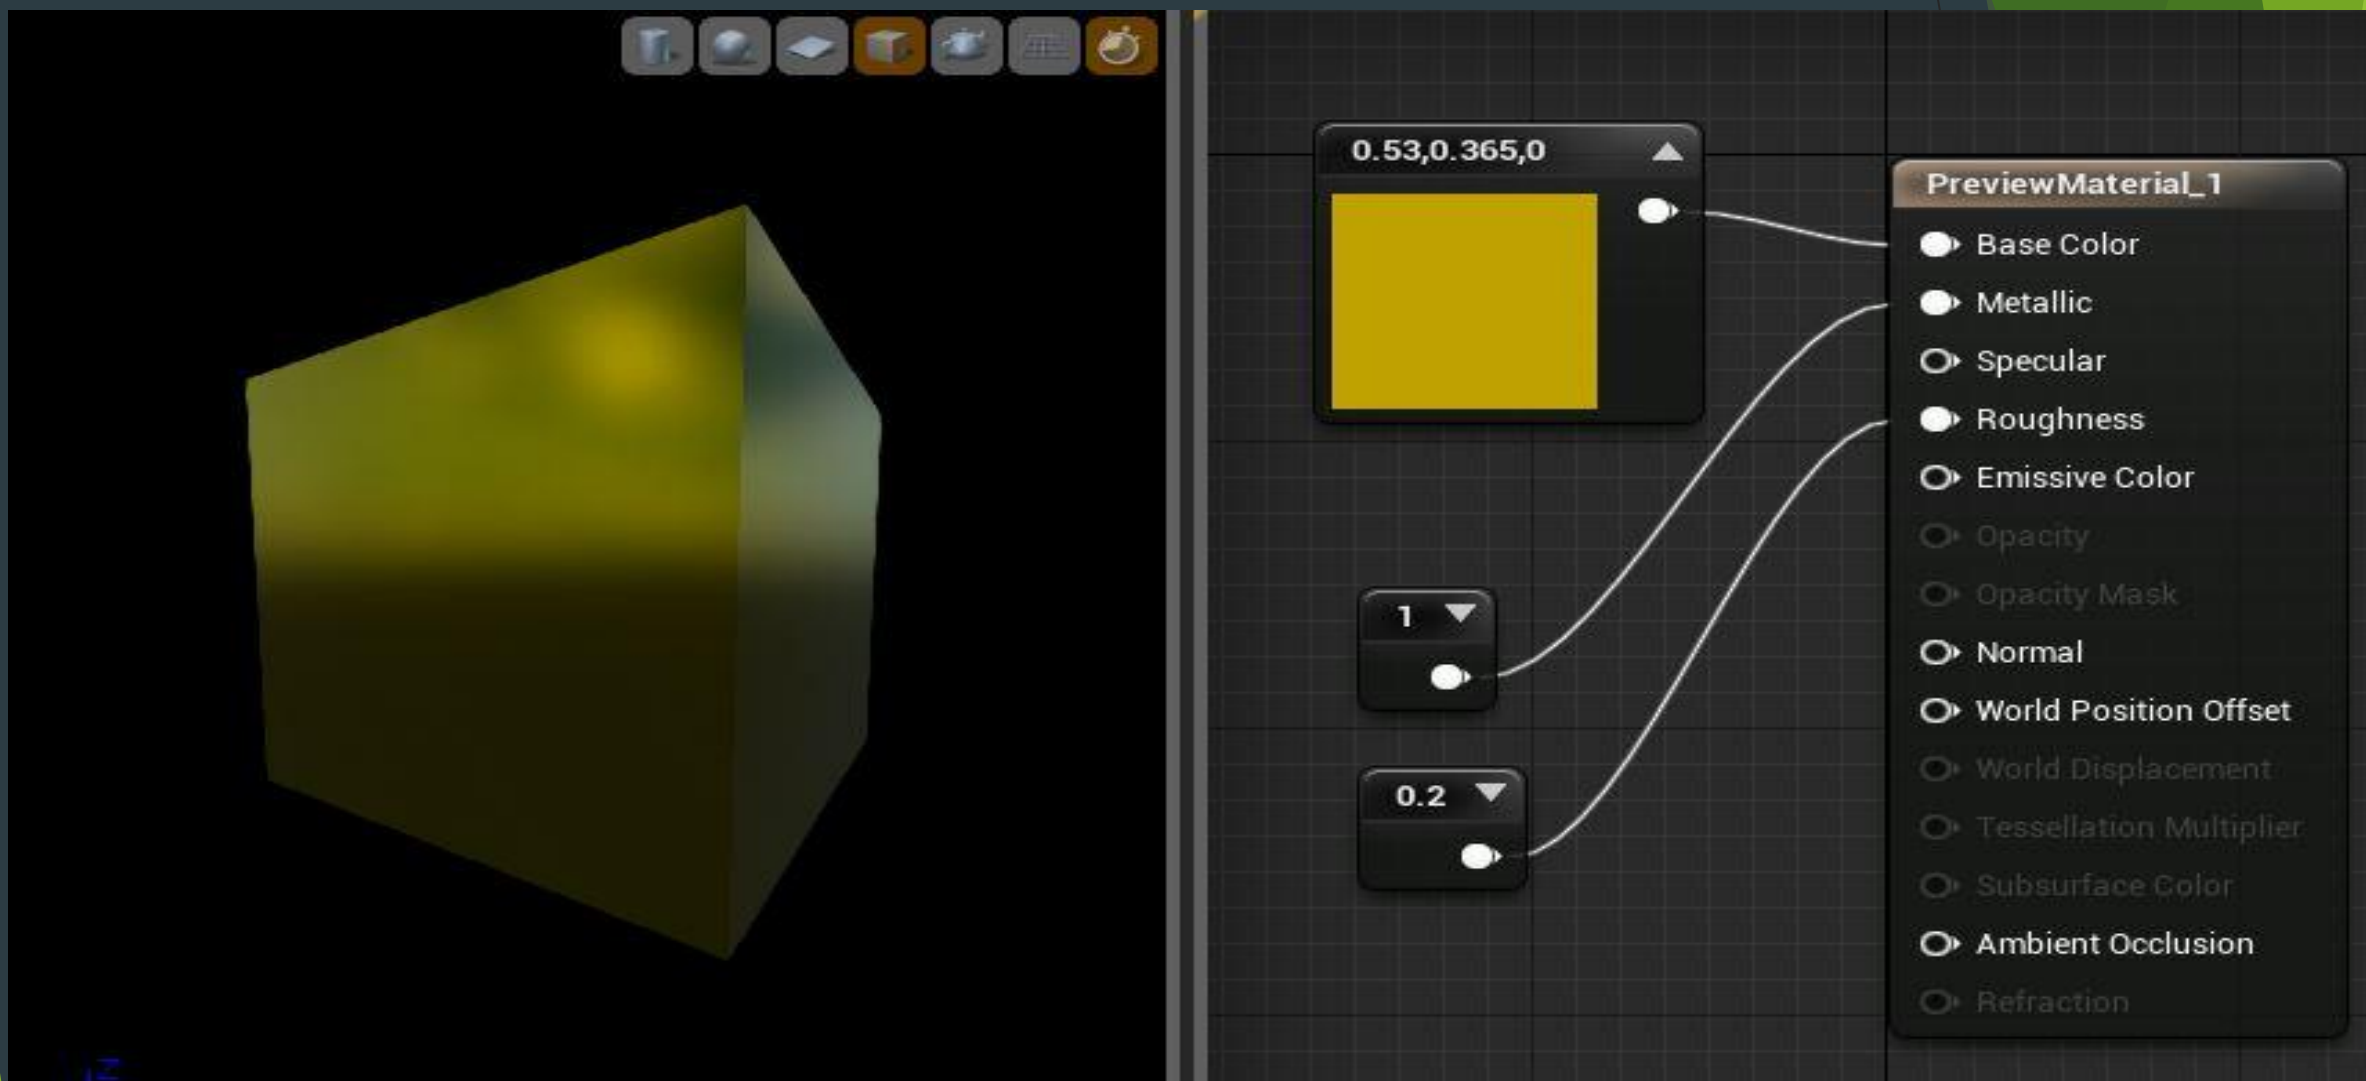 0.53,0.365,0
PreviewMaterial_1
Base Color
Metallic
Specular
Roughness
Emissive Color
Opacity
Opacity Mask
1
Normal
World Position Offset
World Displacement
0.2
Tessellation Multiplier
Subsurface Color
Ambient Occlusion
Refraction
Z